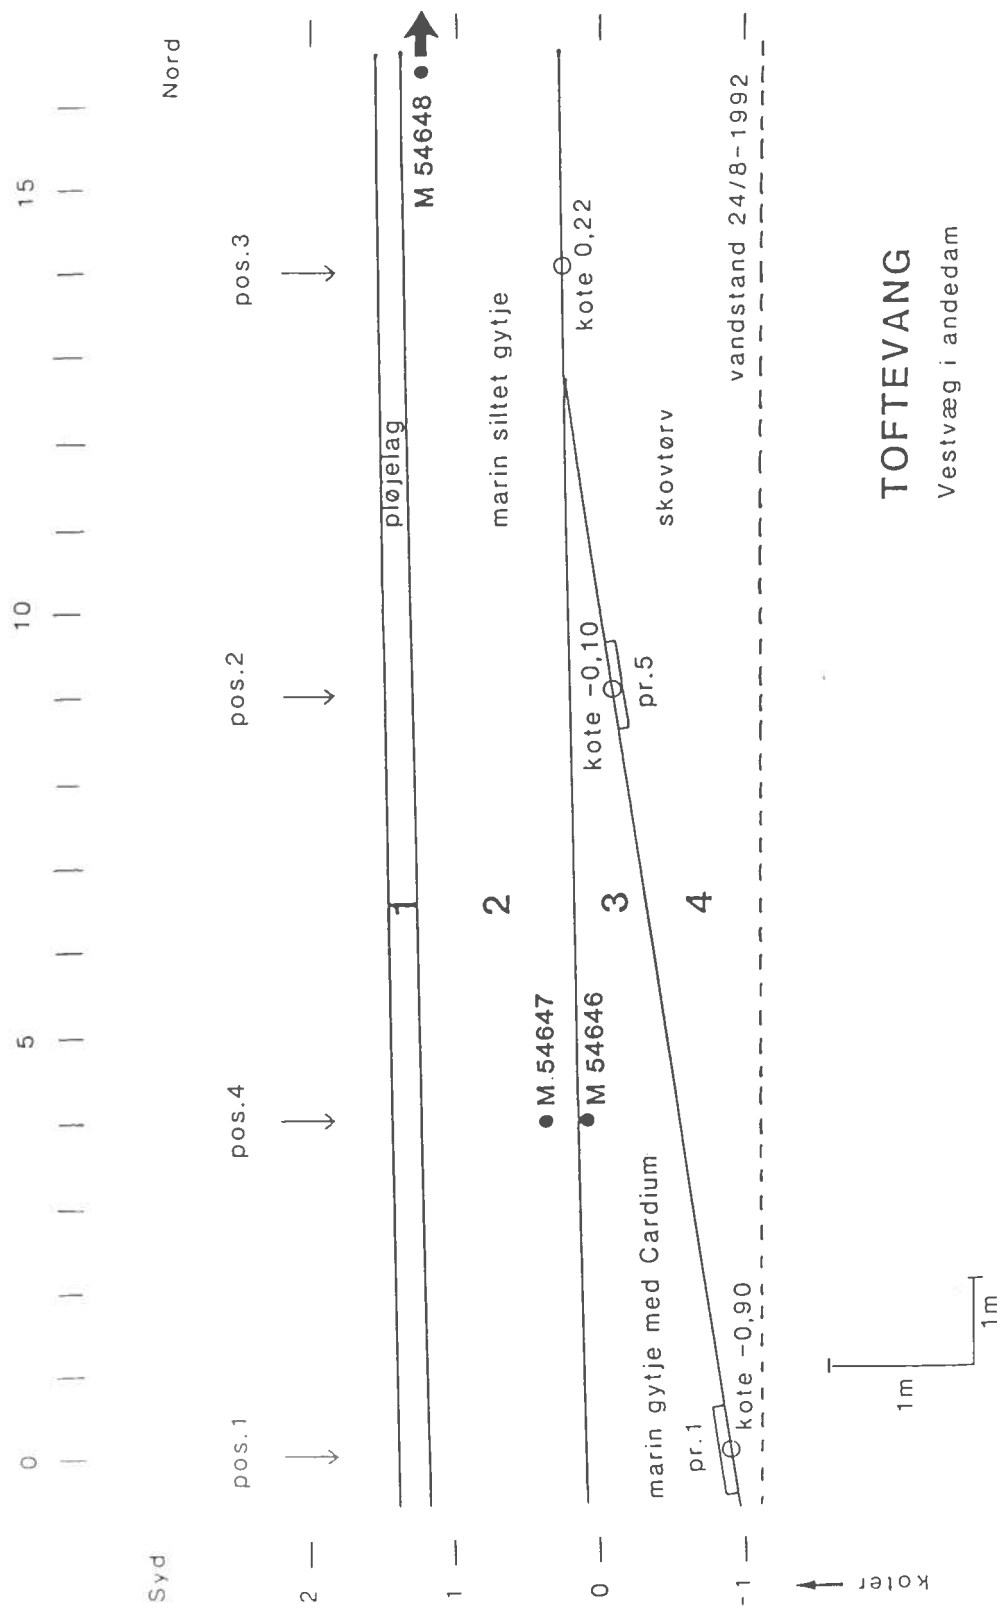 0 5 10 15
Syd Nord
pos.1 pos.4 pos.2 pos.3
2
1
0
-1
koter
pløjelag
M 54648
1
marin siltet gytje
2
M.54647
M 54646
3
kote -0,10
kote 0,22
marin gytje med Cardium
pr.5
skovtørv
4
pr.1
kote -0,90
vandstand 24/8-1992
1m
1m
TOFTEVANG
Vestvæg i andedam